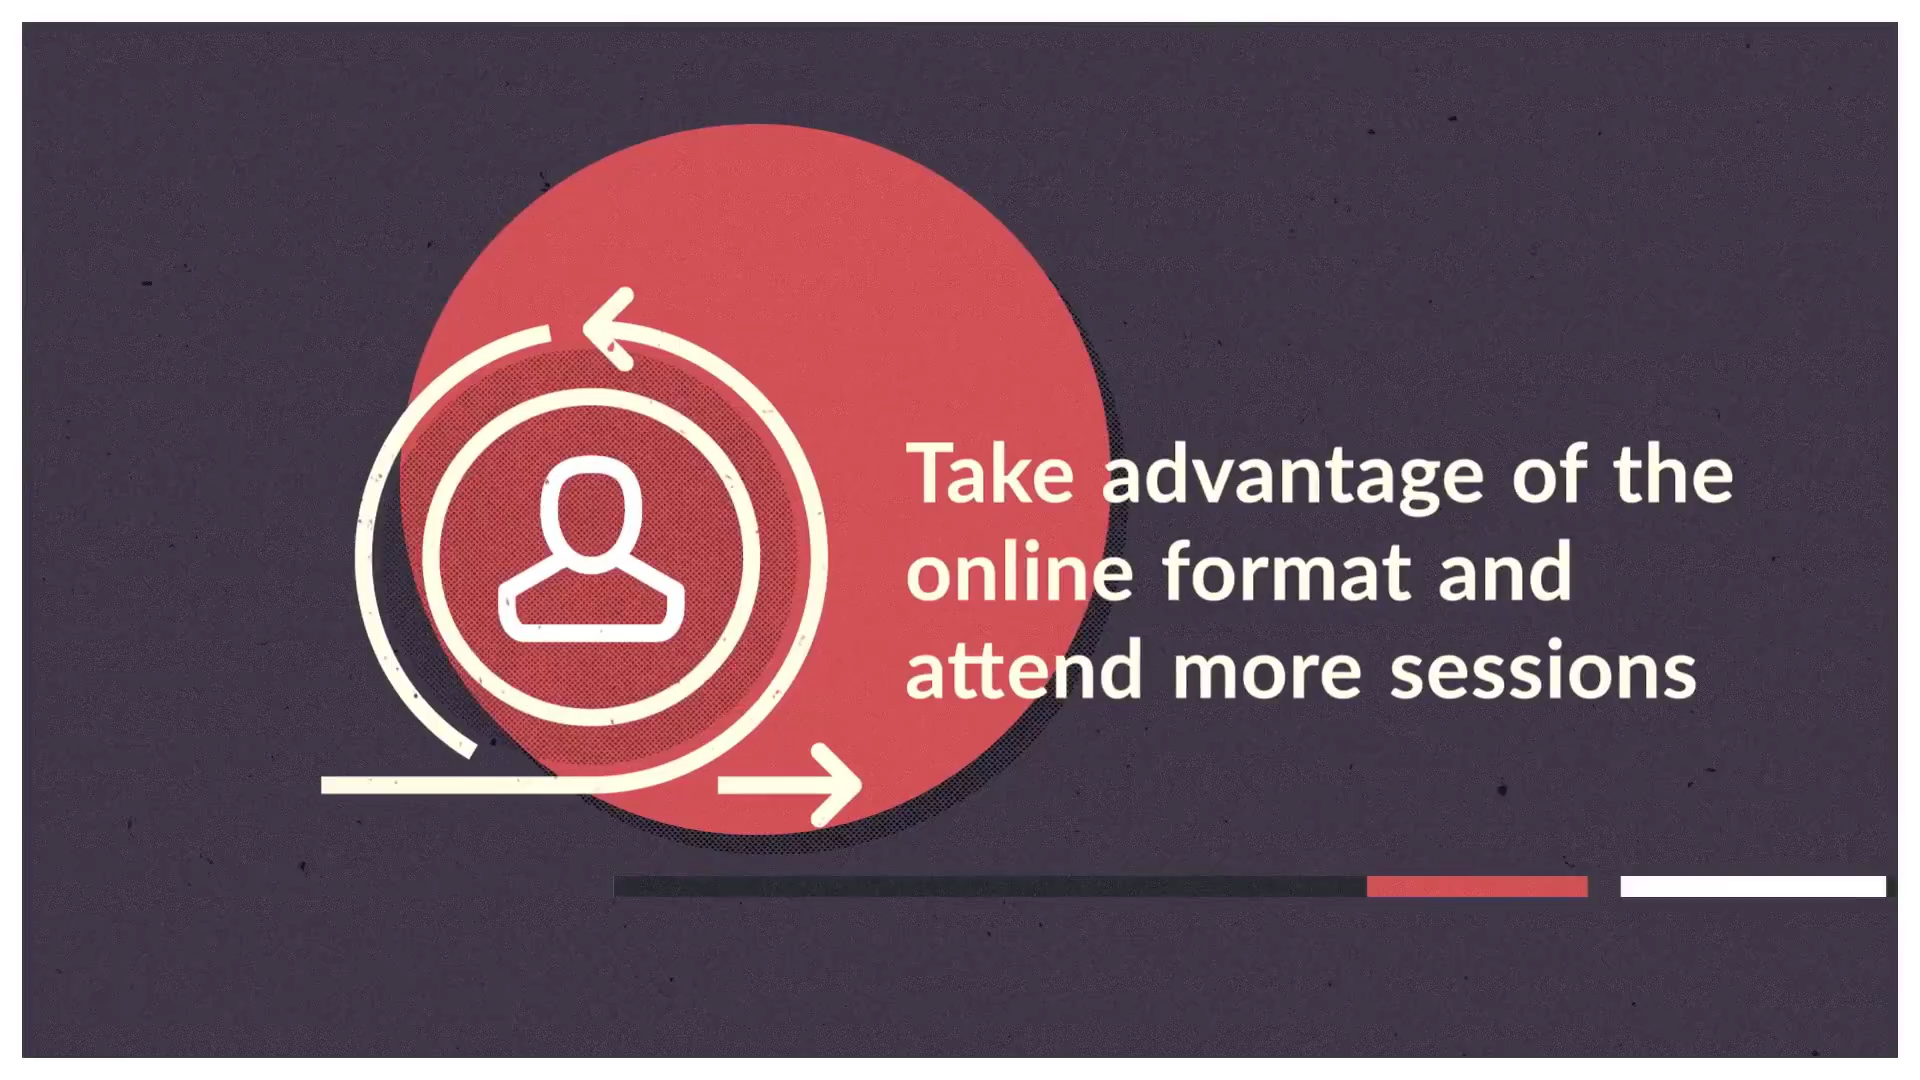 Take advantage of the
online format and
attend more sessions